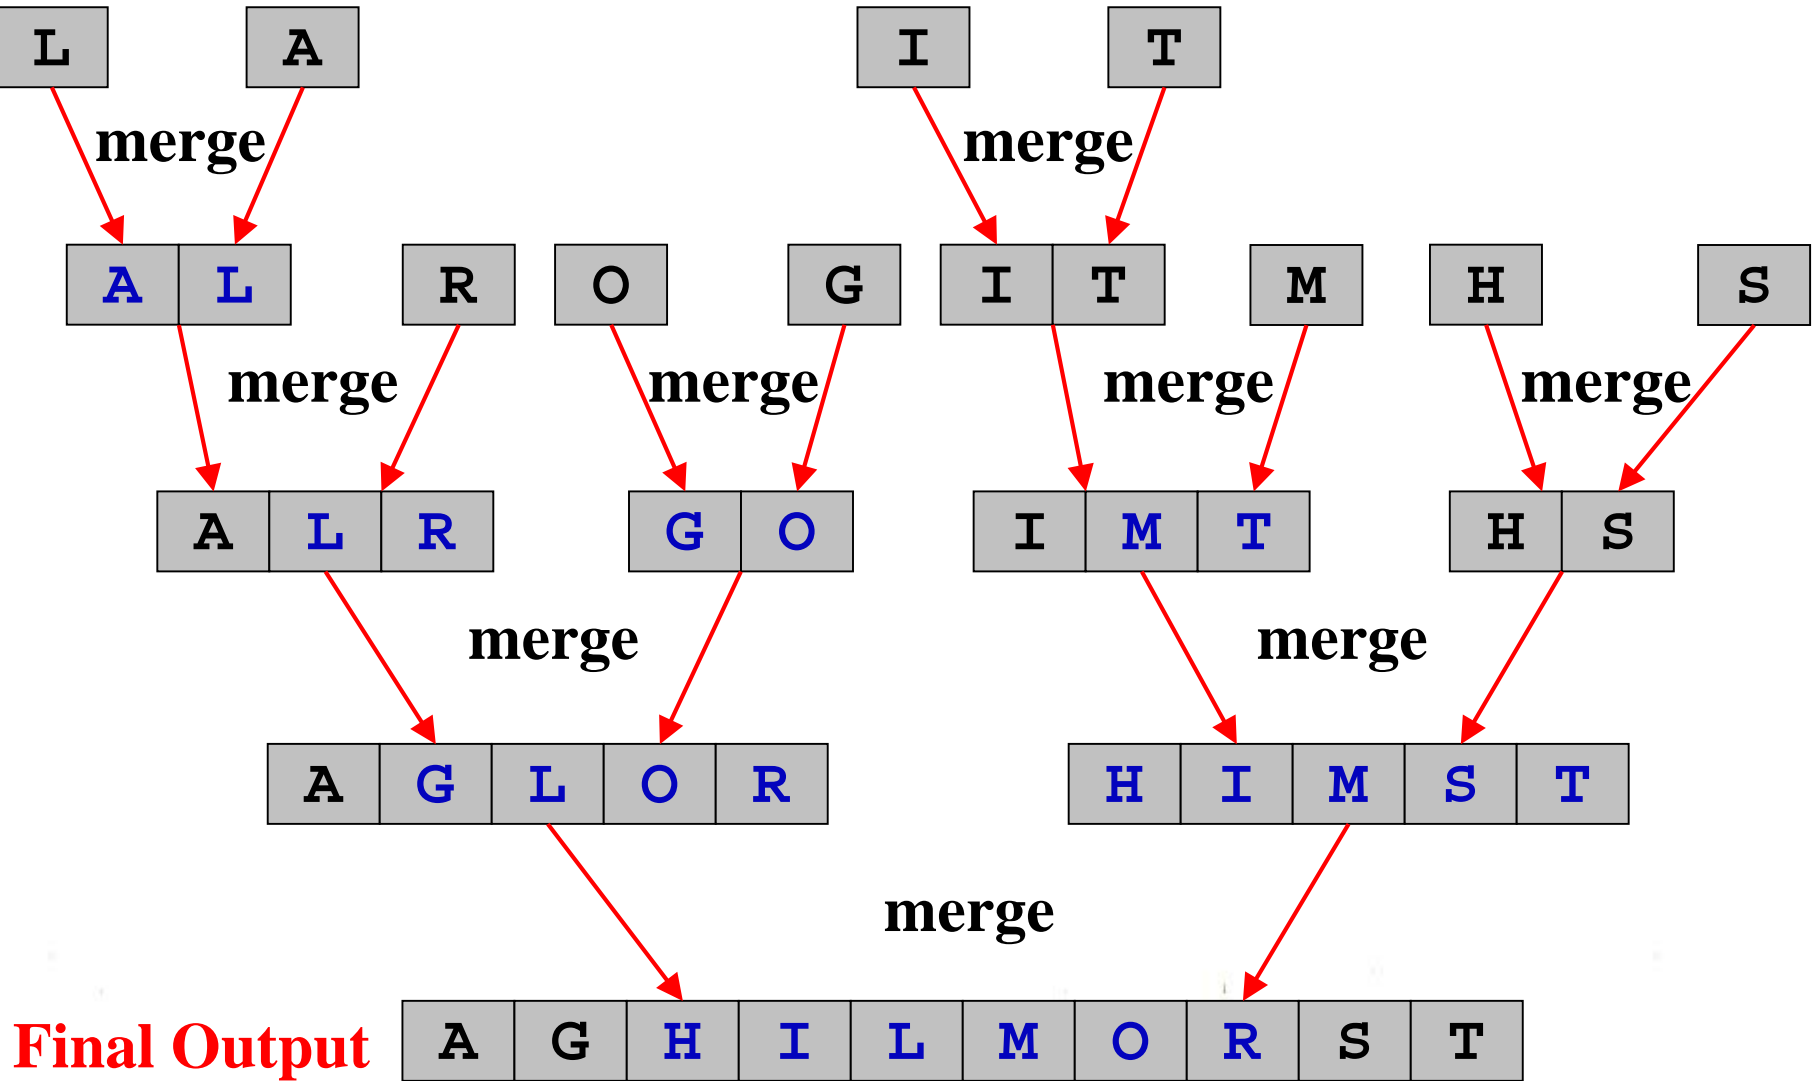 L A I T
merge merge
A L R O G I T M H S
merge merge merge merge
A L R G O I M T H S
merge merge
A G L O R H I M S T
merge
Final Output A G H I L M O R S T